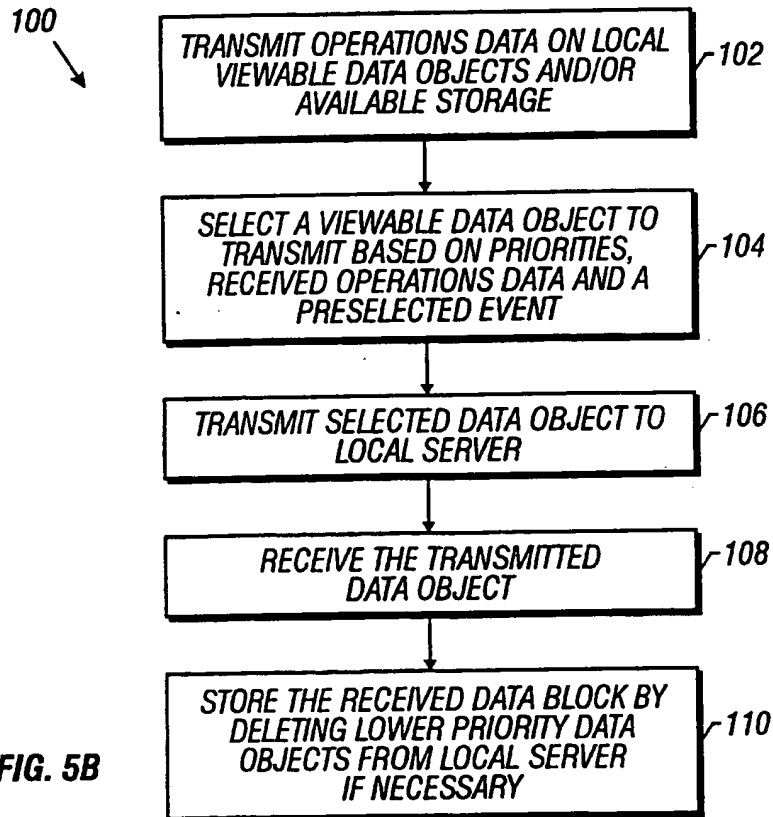 100
TRANSMIT OPERATIONS DATA ON LOCAL
VIEWABLE DATA OBJECTS AND/OR
AVAILABLE STORAGE
102
SELECT A VIEWABLE DATA OBJECT TO
TRANSMIT BASED ON PRIORITIES,
RECEIVED OPERATIONS DATA AND A
PRESELECTED EVENT
104
TRANSMIT SELECTED DATA OBJECT TO
LOCAL SERVER
106
RECEIVE THE TRANSMITTED
DATA OBJECT
108
STORE THE RECEIVED DATA BLOCK BY
DELETING LOWER PRIORITY DATA
OBJECTS FROM LOCAL SERVER
IF NECESSARY
110
FIG. 5B